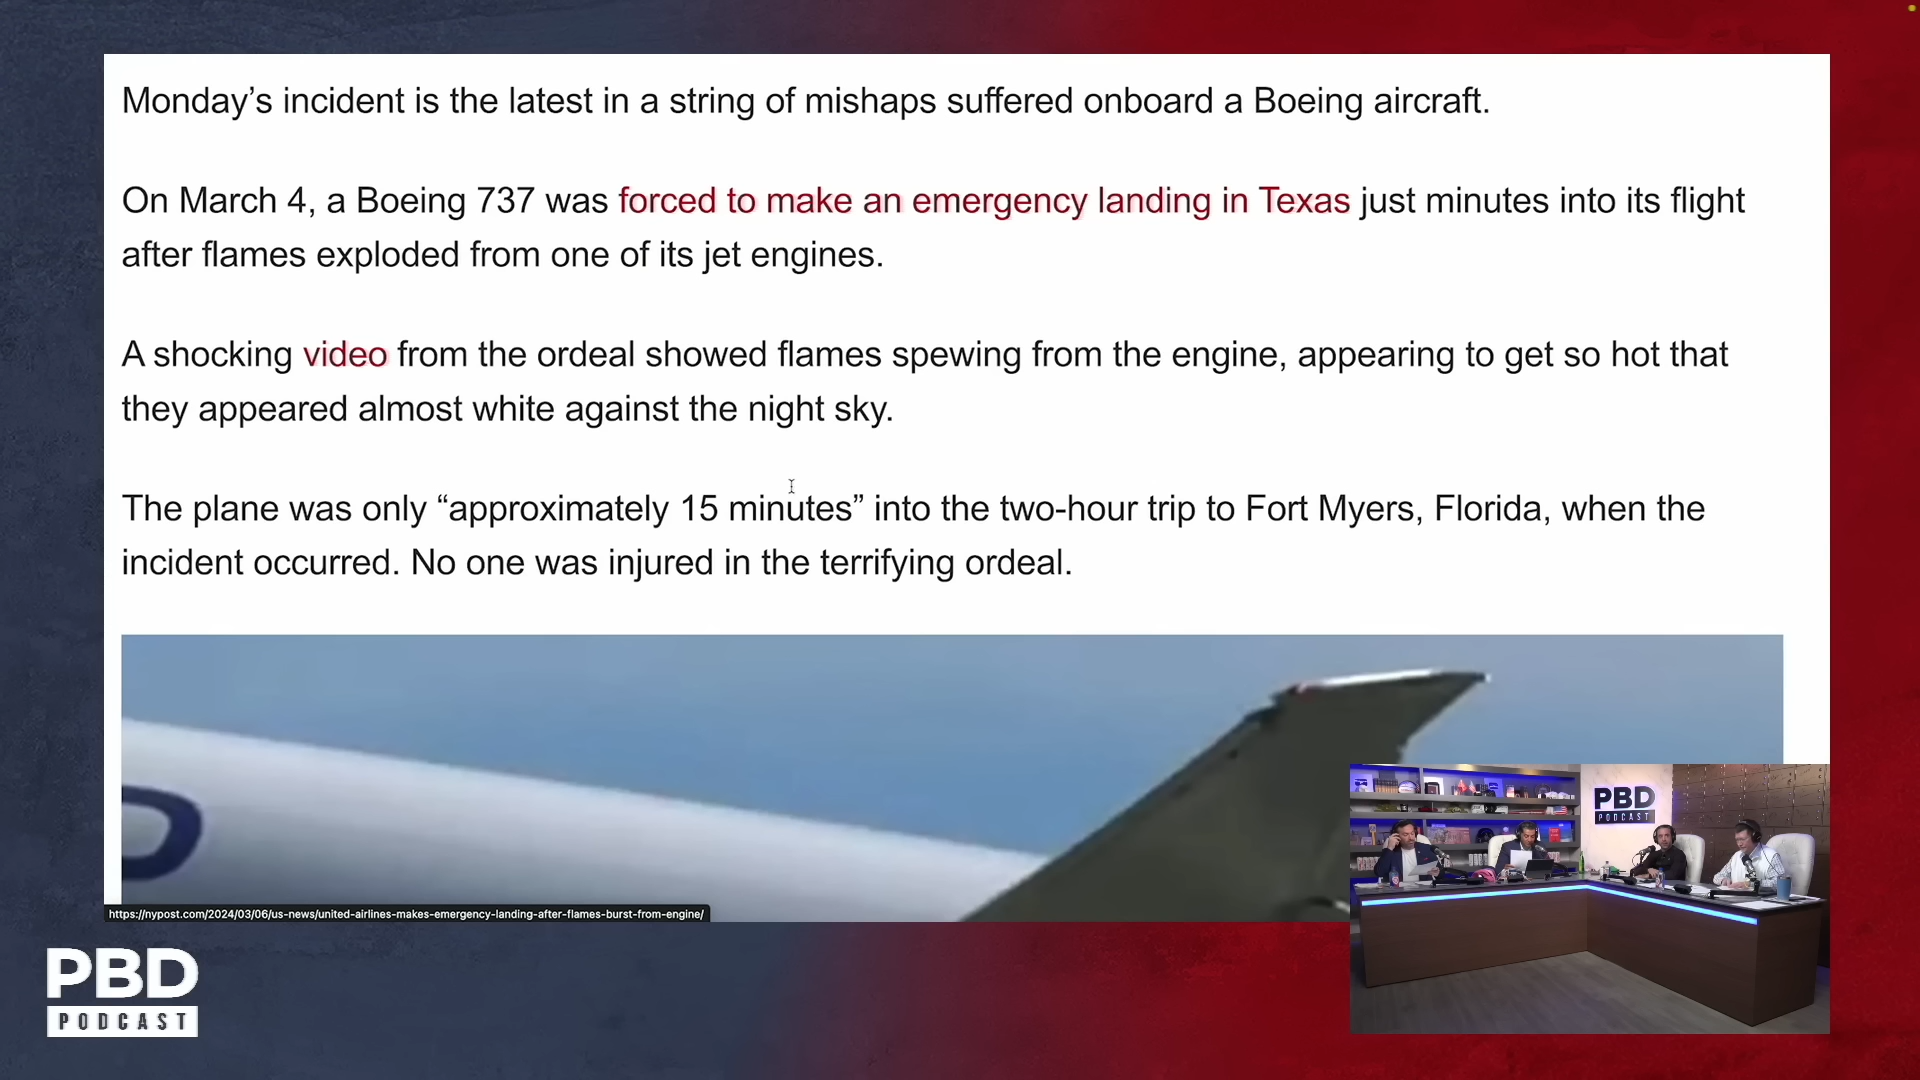 Monday’s incident is the latest in a string of mishaps suffered onboard a Boeing aircraft.
On March 4, a Boeing 737 was forced to make an emergency landing in Texas just minutes into its flight
after flames exploded from one of its jet engines.
A shocking video from the ordeal showed flames spewing from the engine, appearing to get so hot that
they appeared almost white against the night sky.
The plane was only “approximately 15 minutes” into the two-hour trip to Fort Myers, Florida, when the
incident occurred. No one was injured in the terrifying ordeal.
D
PBD
PODCAST
https://nypost.com/2024/03/06/us-news/united-airlines-makes-emergency-landing-after-flames-burst-from-engine/
PBD
PODCAST